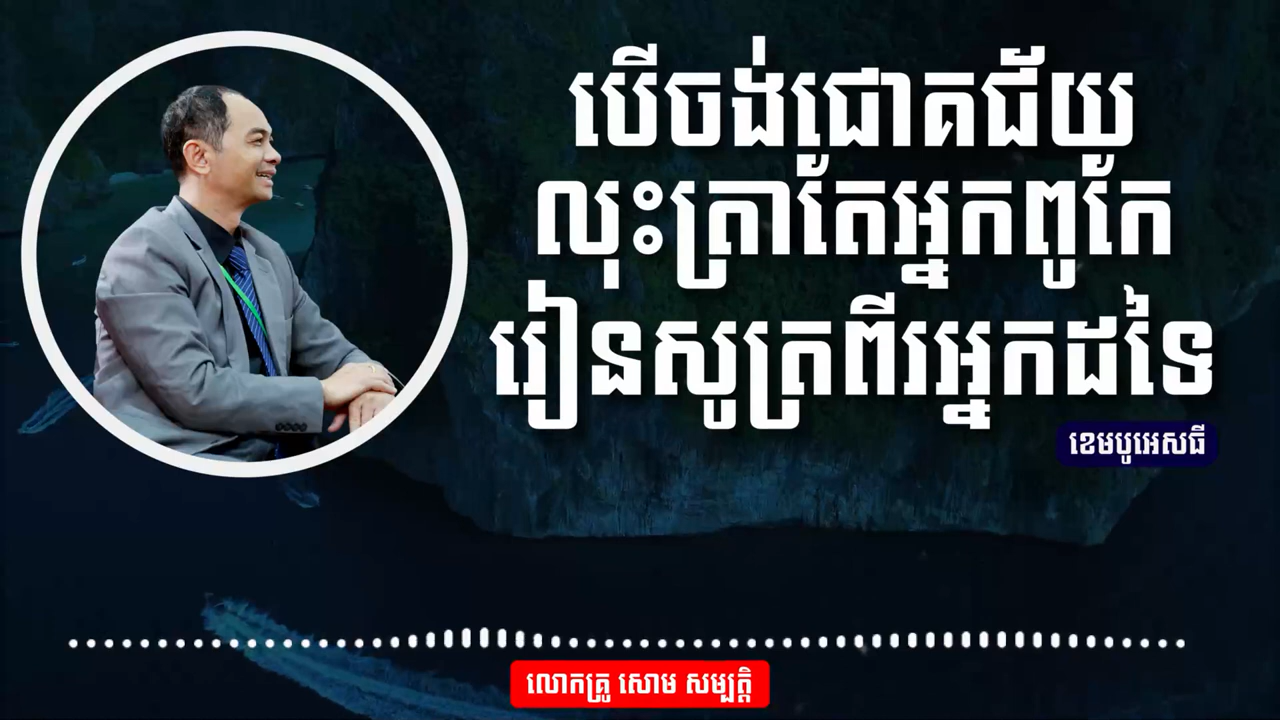 បើចង់ជោគជ័យ
លុះត្រាតែអ្នកពូកែ
រៀនសូត្រពីរអ្នកដទៃ
ខេមបូអេសធី
លោកគ្រូ សោម សម្បត្តិ